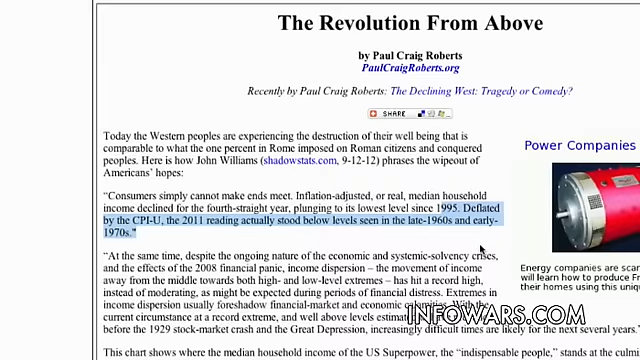 The Revolution From Above
by Paul Craig Roberts
PaulCraigRoberts.org
Recently by Paul Craig Roberts: The Declining West: Tragedy or Comedy?
SHARE
Today the Western peoples are experiencing the destruction of their well being that is
comparable to what the one percent in Rome imposed on Roman citizens and conquered
peoples. Here is how John Williams (shadowstats.com, 9-12-12) phrases the wipeout of
Americans' hopes:
Power Companies
“Consumers simply cannot make ends meet. Inflation-adjusted, or real, median household
income declined for the fourth-straight year, plunging to its lowest level since 1995. Deflated
by the CPI-U, the 2011 reading actually stood below levels seen in the late-1960s and early-
1970s.”
“At the same time, despite the ongoing nature of the economic and systemic-solvency crises,
and the effects of the 2008 financial panic, income dispersion – the movement of income
away from the middle towards both high- and low-level extremes – has hit a record high,
instead of moderating, as might be expected during periods of financial distress. Extremes in
income dispersion usually foreshadow financial-market and economic calamities. With the
current circumstance at a record extreme, and well above levels
before the 1929 stock-market crash and the Great Depression, increasingly difficult times are likely for the next several years.”
Energy companies are scar
will learn how to produce Fr
their homes using this uniqu
INFOWARS.COM
This chart shows where the median household income of the US Superpower, the “indispensable people,” stands at the culmi